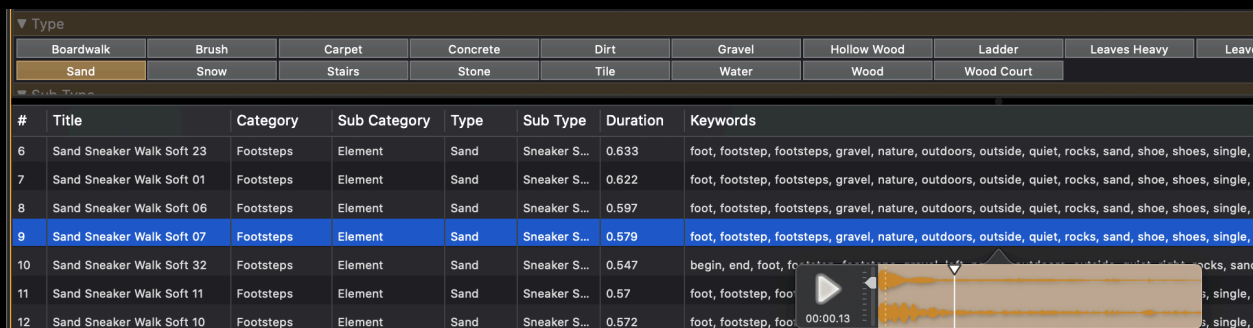 ▼ Type
Boardwalk Brush Carpet Concrete Dirt Gravel Hollow Wood Ladder Leaves Heavy
Sand Snow Stairs Stone Tile Water Wood Wood Court
▼ Sub Type
# Title Category Sub Category Type Sub Type Duration Keywords
6 Sand Sneaker Walk Soft 23 Footsteps Element Sand Sneaker S... 0.633 foot, footstep, footsteps, gravel, nature, outdoors, outside, quiet, rocks, sand, shoe, shoes, single,
7 Sand Sneaker Walk Soft 01 Footsteps Element Sand Sneaker S... 0.622 foot, footstep, footsteps, gravel, nature, outdoors, outside, quiet, rocks, sand, shoe, shoes, single,
8 Sand Sneaker Walk Soft 06 Footsteps Element Sand Sneaker S... 0.597 foot, footstep, footsteps, gravel, nature, outdoors, outside, quiet, rocks, sand, shoe, shoes, single,
9 Sand Sneaker Walk Soft 07 Footsteps Element Sand Sneaker S... 0.579 foot, footstep, footsteps, gravel, nature, outdoors, outside, quiet, rocks, sand, shoe, shoes, single,
10 Sand Sneaker Walk Soft 32 Footsteps Element Sand Sneaker S... 0.547 begin, end, foot,
11 Sand Sneaker Walk Soft 11 Footsteps Element Sand Sneaker S... 0.57 foot, footstep, single,
12 Sand Sneaker Walk Soft 10 Footsteps Element Sand Sneaker S... 0.572 foot, footstep, single,
00:00.13